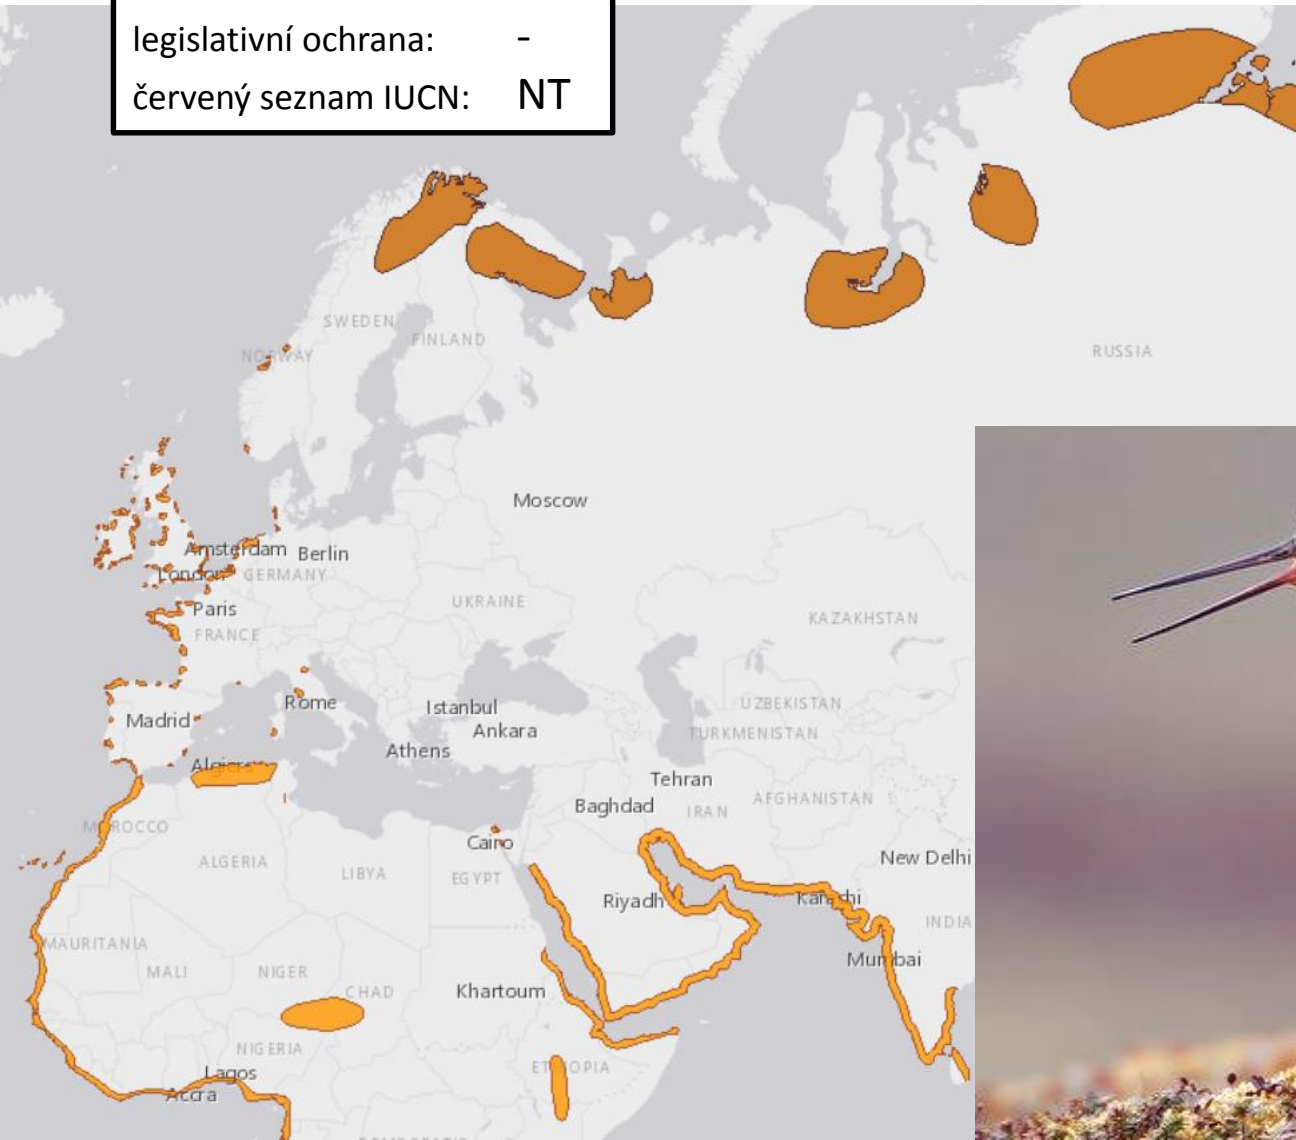 legislativní ochrana: -
červený seznam IUCN: NT
SWEDEN
FINLAND
NORWAY
RUSSIA
Moscow
Amsterdam
Berlin
London
GERMANY
Paris
UKRAINE
KAZAKHSTAN
FRANCE
Rome
Istanbul
UZBEKISTAN
Madrid
Ankara
TURKMENISTAN
Athens
Algiers
Tehran
Baghdad
IRAN
AFGHANISTAN
MOROCCO
Cairo
New Delhi
ALGERIA
LIBYA
EGYPT
Riyadh
Karachi
INDIA
MAURITANIA
Mumbai
MALI
NIGER
CHAD
Khartoum
NIGERIA
ETHIOPIA
Lagos
Accra
DEMOCRATIC